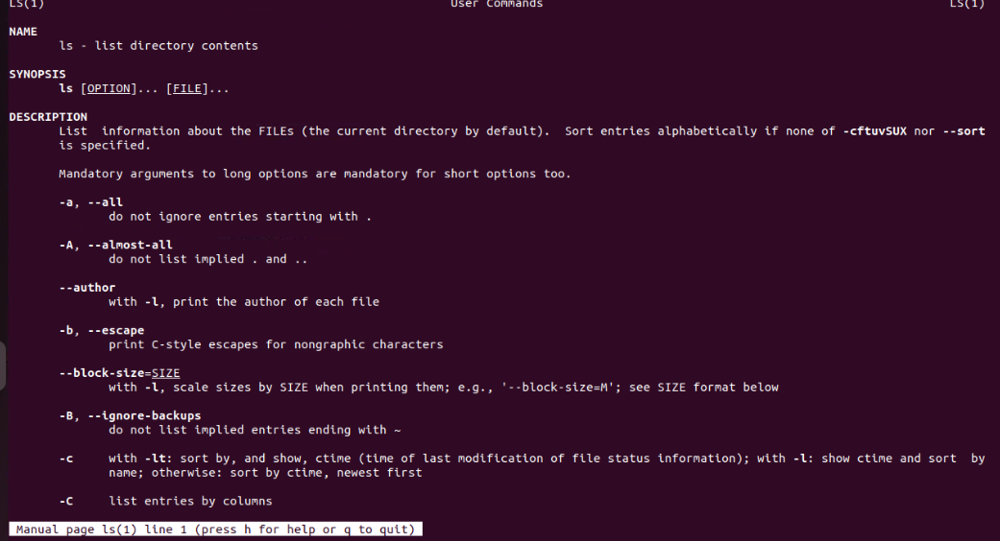 LS(1) User Commands LS(1)
NAME
ls - list directory contents
SYNOPSIS
ls [OPTION]... [FILE]...
DESCRIPTION
List information about the FILEs (the current directory by default). Sort entries alphabetically if none of -cftuvSUX nor --sort
is specified.
Mandatory arguments to long options are mandatory for short options too.
-a, --all
do not ignore entries starting with .
-A, --almost-all
do not list implied . and ..
--author
with -l, print the author of each file
-b, --escape
print C-style escapes for nongraphic characters
--block-size=SIZE
with -l, scale sizes by SIZE when printing them; e.g., '--block-size=M'; see SIZE format below
-B, --ignore-backups
do not list implied entries ending with ~
-c with -lt: sort by, and show, ctime (time of last modification of file status information); with -l: show ctime and sort by
name; otherwise: sort by ctime, newest first
-C list entries by columns
Manual page ls(1) line 1 (press h for help or q to quit)